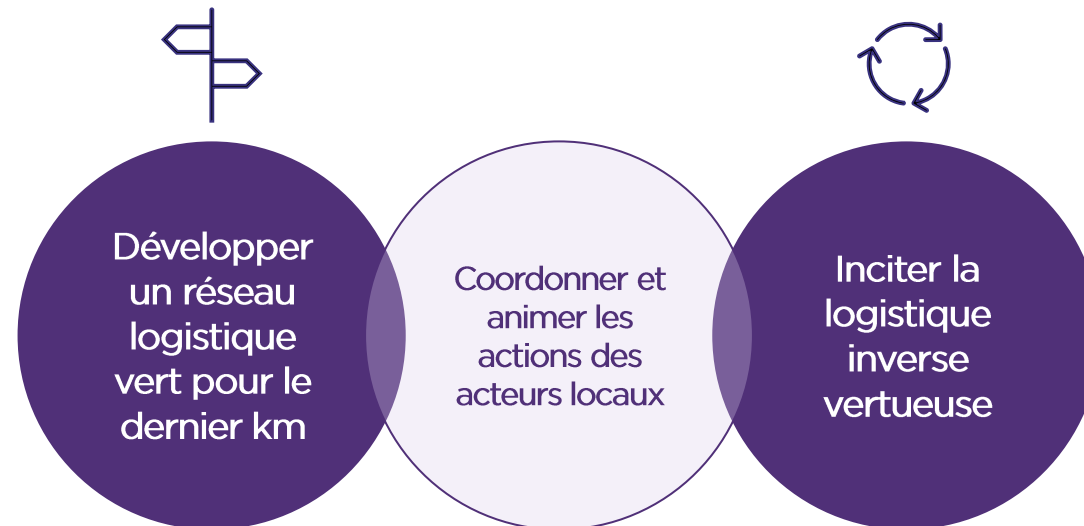 Développer
un réseau
logistique
vert pour le
dernier km
Coordonner et
animer les
actions des
acteurs locaux
Inciter la
logistique
inverse
vertueuse